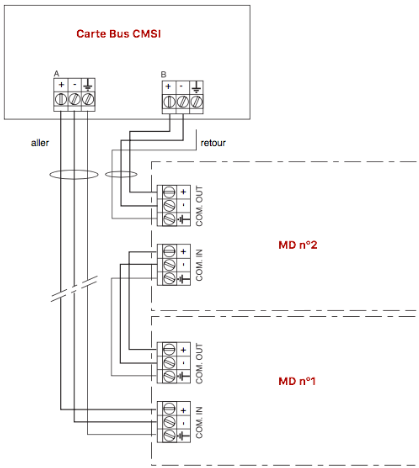 Carte Bus CMSI
A
B
+ -
+ -
aller
retour
+
-
COM. OUT
MD n°2
+
-
COM. IN
+
-
COM. OUT
MD n°1
+
-
COM. IN